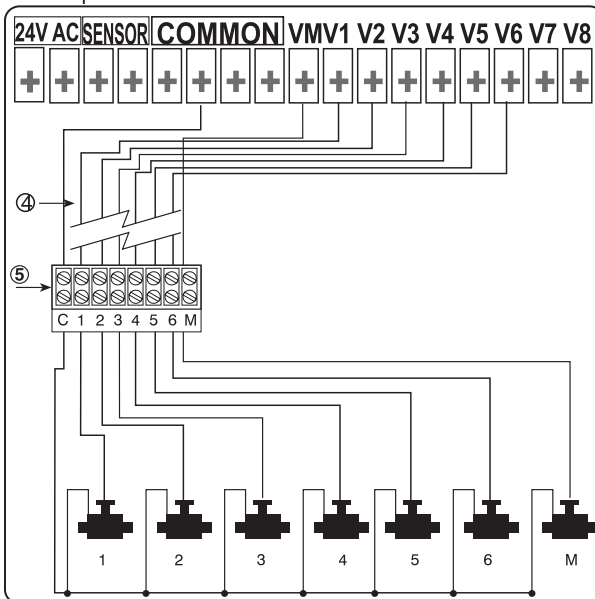 24V AC SENSOR COMMON VM V1 V2 V3 V4 V5 V6 V7 V8
+ + + + + + + + + + + + + + + + +
④
⑤
C 1 2 3 4 5 6 M
1 2 3 4 5 6 M